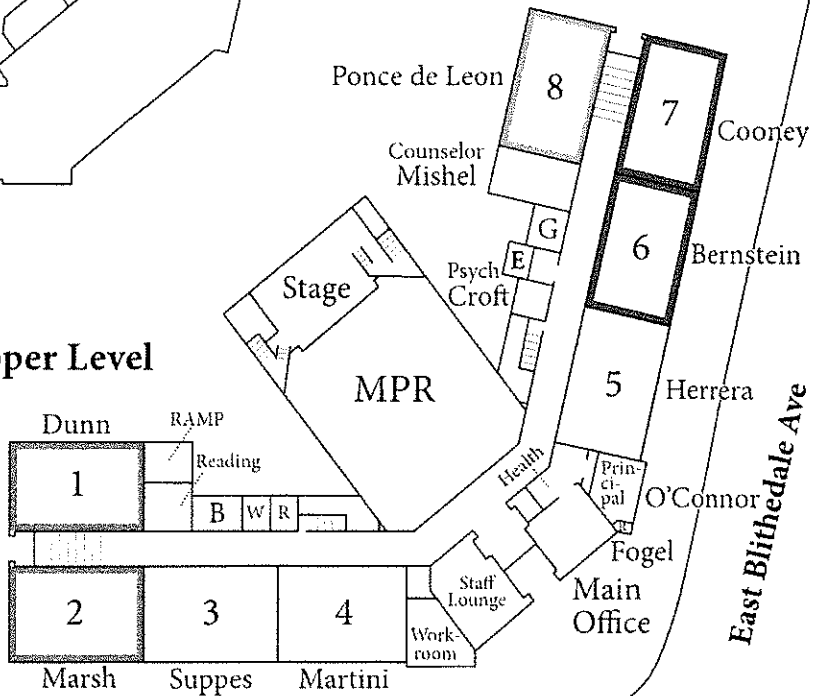 Ponce de Leon
8
7
Cooney
Counselor
Mishel
G
E
6
Bernstein
Psych
Croft
Stage
MPR
5
Herrera
per Level
Dunn
RAMP
Reading
1
B
W
R
Health
Prin-
ci-
pal
O'Connor
R
Fogel
Main
Office
East Blithedale Ave
2
3
4
Staff
Lounge
Work-
room
Marsh
Suppes
Martini